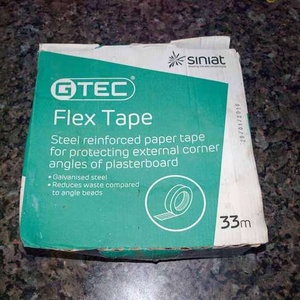 siniat
GTEC
Flex Tape
Steel reinforced paper tape
for protecting external corner
angles of plasterboard
• Galvanised steel
• Reduces waste compared
to angle beads
33m